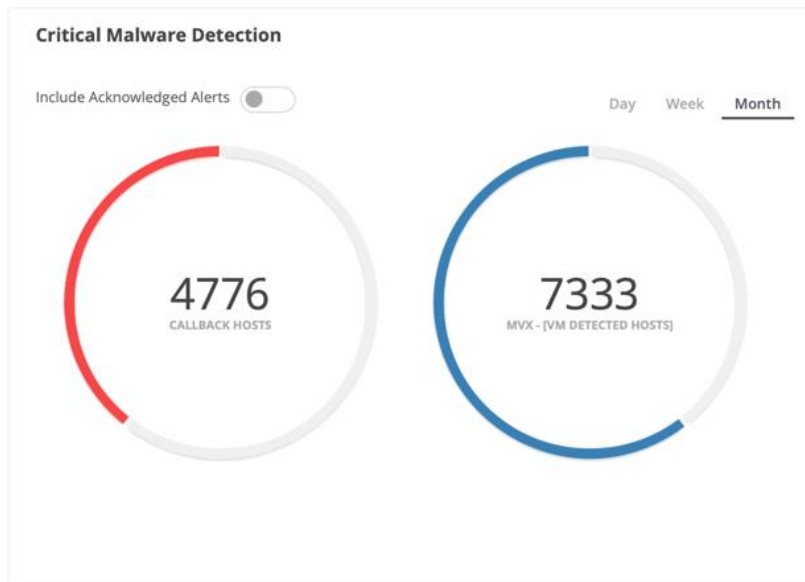 Critical Malware Detection
Include Acknowledged Alerts
Day Week Month
4776
CALLBACK HOSTS
7333
MVX - [VM DETECTED HOSTS]